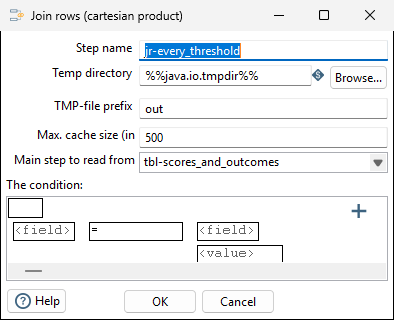 Join rows (cartesian product)
Step name jr-every_threshold
Temp directory %%java.io.tmpdir%% Browse...
TMP-file prefix out
Max. cache size (in 500
Main step to read from tbl-scores_and_outcomes
The condition:
<field> = <field>
<value>
Help OK Cancel